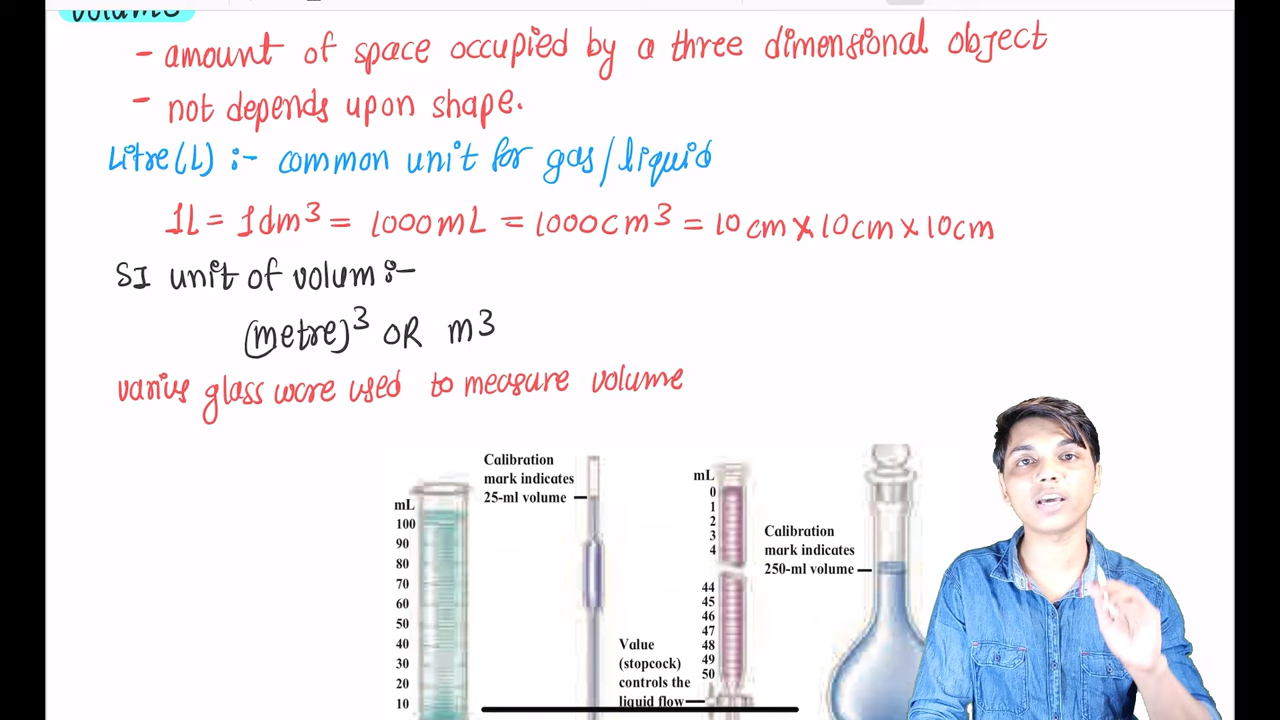 volume
- amount of space occupied by a three dimensional object
- not depends upon shape.
Litre(L) :- common unit for gas/liquid
1L = 1dm³ = 1000mL = 1000cm³ = 10cm×10cm×10cm
SI unit of volum :-
(metre)³ OR m3
varius glass ware used to measure volume
mL
100
90
80
70
60
50
40
30
20
10
Calibration
mark indicates
25-ml volume
Value
(stopcock)
controls the
liquid flow
mL
0
1
2
3
4
44
45
46
47
48
49
50
Calibration
mark indicates
250-ml volume